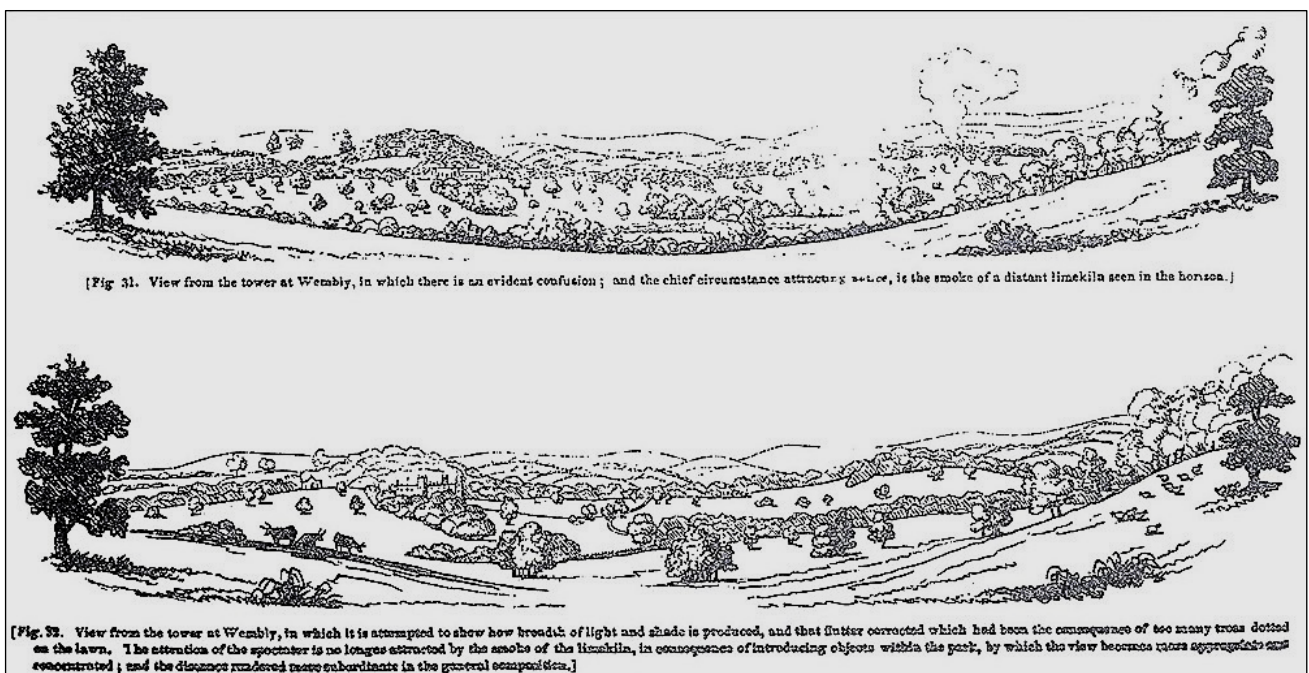 [Fig 31. View from the tower at Wembly, in which there is an evident confusion; and the chief circumstance attracting notice, is the smoke of a distant limekiln seen in the horizon.]
[Fig. 32. View from the tower at Wembly, in which it is attempted to show how breadth of light and shade is produced, and that flutter corrected which had been the consequence of too many trees dotted
on the lawn. The attention of the spectator is no longer attracted by the smoke of the limekiln, in consequence of introducing objects within the park, by which the view becomes more appropriate and
concentrated; and the distance rendered more subordinate in the general composition.]